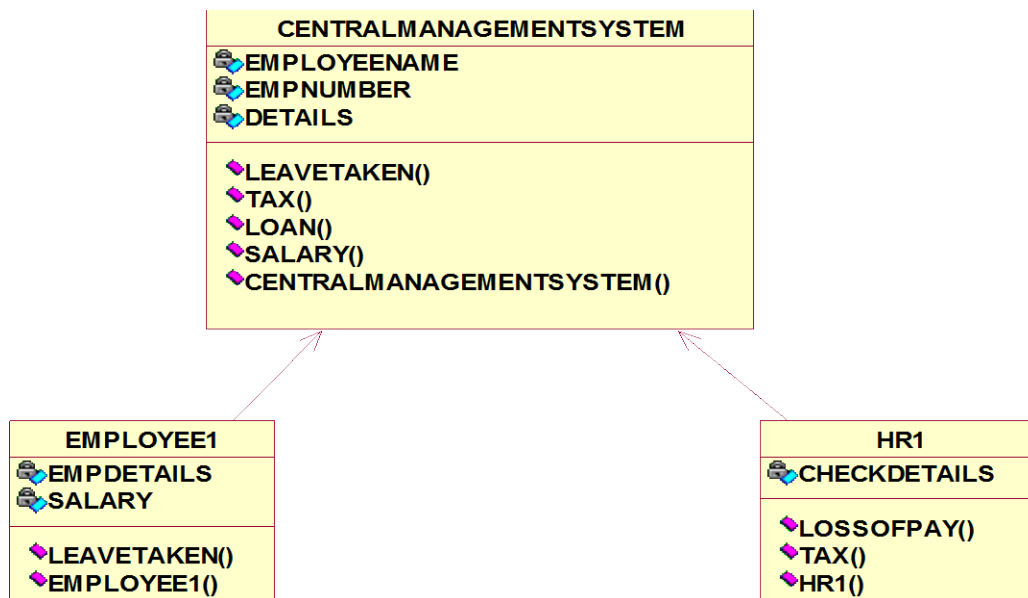 CENTRALMANAGEMENTSYSTEM
EMPLOYEENAME
EMPNUMBER
DETAILS
LEAVETAKEN()
TAX()
LOAN()
SALARY()
CENTRALMANAGEMENTSYSTEM()
EMPLOYEE1
EMPDETAILS
SALARY
LEAVETAKEN()
EMPLOYEE1()
HR1
CHECKDETAILS
LOSSOFPAY()
TAX()
HR1()